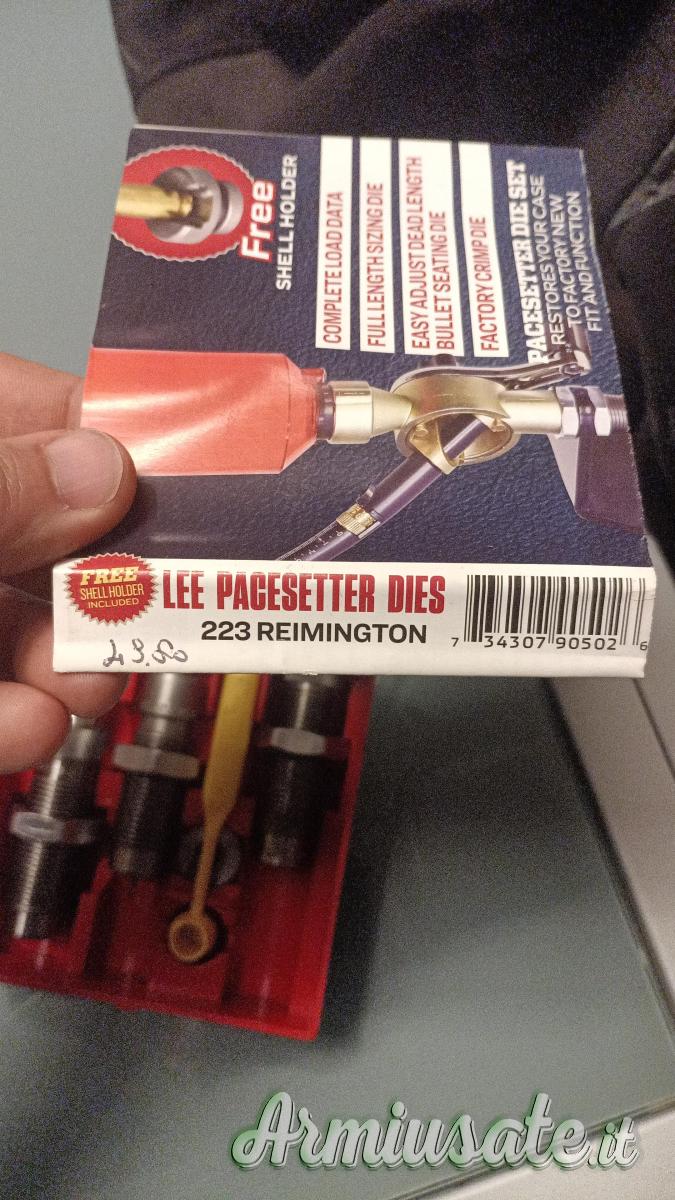 Free
SHELL HOLDER
COMPLETE LOAD DATA
FULL LENGTH SIZING DIE
EASY ADJUST DEAD LENGTH
BULLET SEATING DIE
FACTORY CRIMP DIE
PACESETTER DIE SET
RESTORES YOUR CASE
TO FACTORY NEW
FIT AND FUNCTION
FREE
SHELL HOLDER
INCLUDED
LEE PACESETTER DIES
223 REIMINGTON
7 34307 90502 6
Armiusate.it